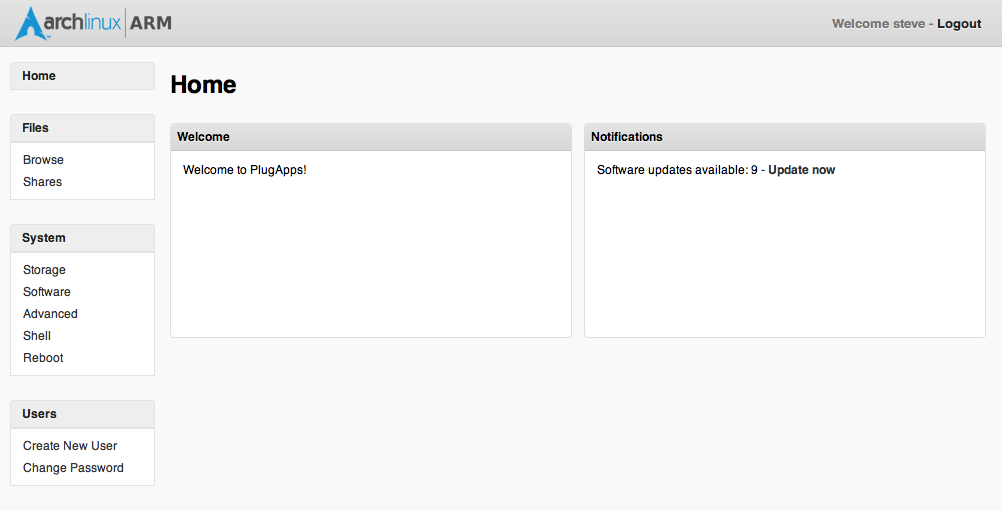 archlinux | ARM
Welcome steve - Logout
Home
Files
Browse
Shares
System
Storage
Software
Advanced
Shell
Reboot
Users
Create New User
Change Password
Home
Welcome
Welcome to PlugApps!
Notifications
Software updates available: 9 - Update now